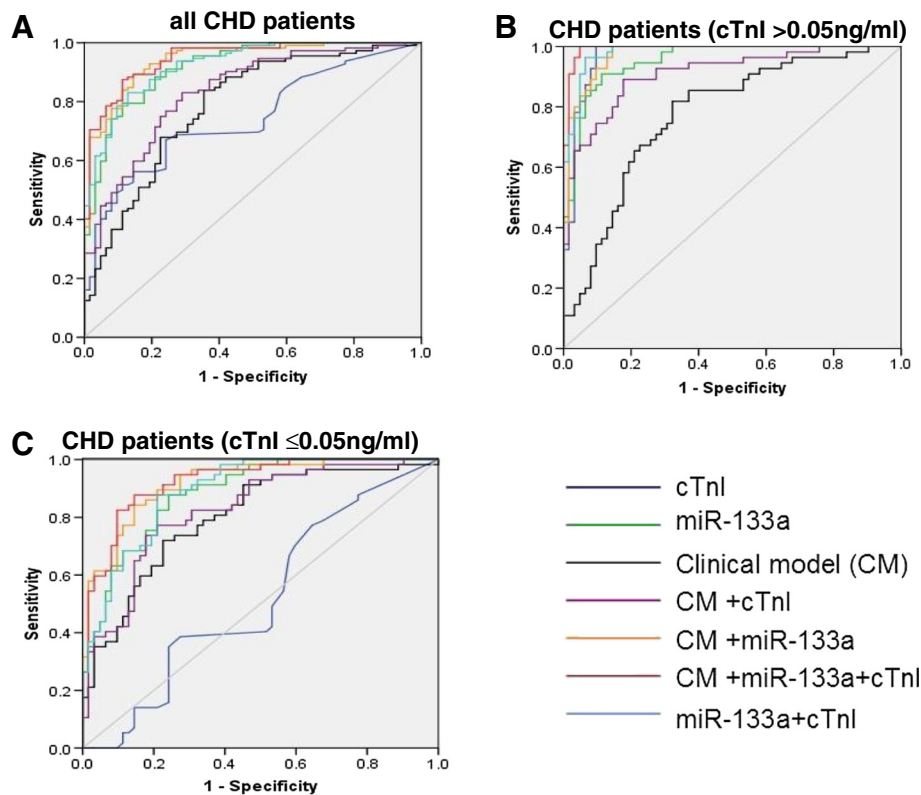 A
all CHD patients
1.0
0.8
0.6
0.4
0.2
0.0
Sensitivity
0.0 0.2 0.4 0.6 0.8 1.0
1 - Specificity
B
CHD patients (cTnI >0.05ng/ml)
1.0
0.8
0.6
0.4
0.2
0.0
Sensitivity
0.0 0.2 0.4 0.6 0.8 1.0
1 - Specificity
C
CHD patients (cTnI ≤0.05ng/ml)
1.0
0.8
0.6
0.4
0.2
0.0
Sensitivity
0.0 0.2 0.4 0.6 0.8 1.0
1 - Specificity
cTnI
miR-133a
Clinical model (CM)
CM +cTnI
CM +miR-133a
CM +miR-133a+cTnI
miR-133a+cTnI